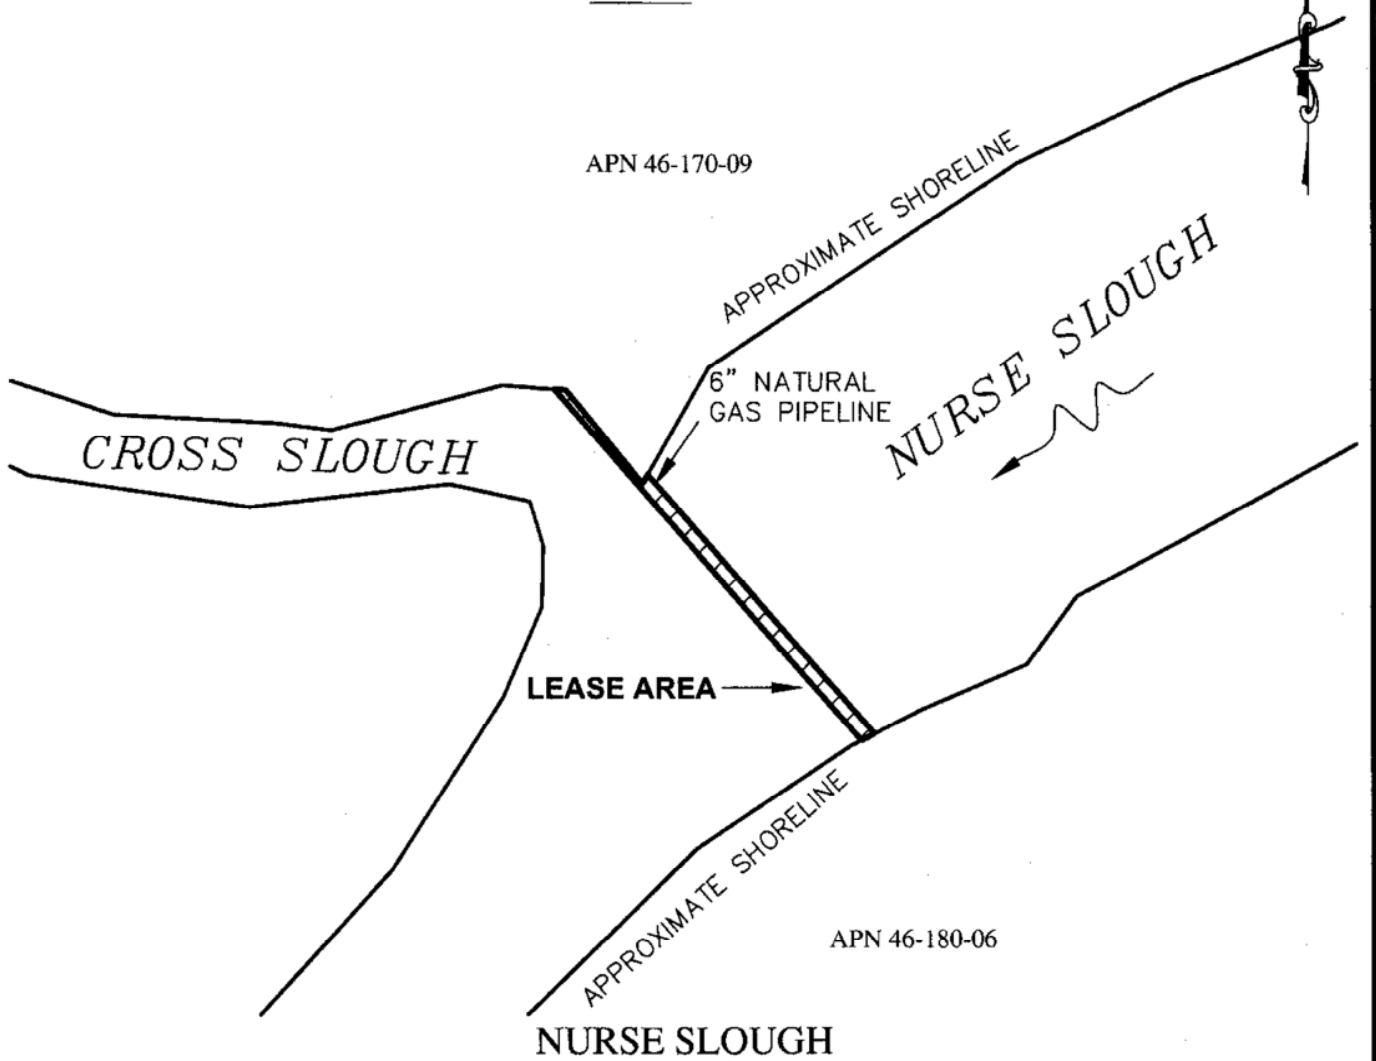 APN 46-170-09
APPROXIMATE SHORELINE
NURSE SLOUGH
6" NATURAL
GAS PIPELINE
CROSS SLOUGH
LEASE AREA
APPROXIMATE SHORELINE
APN 46-180-06
NURSE SLOUGH